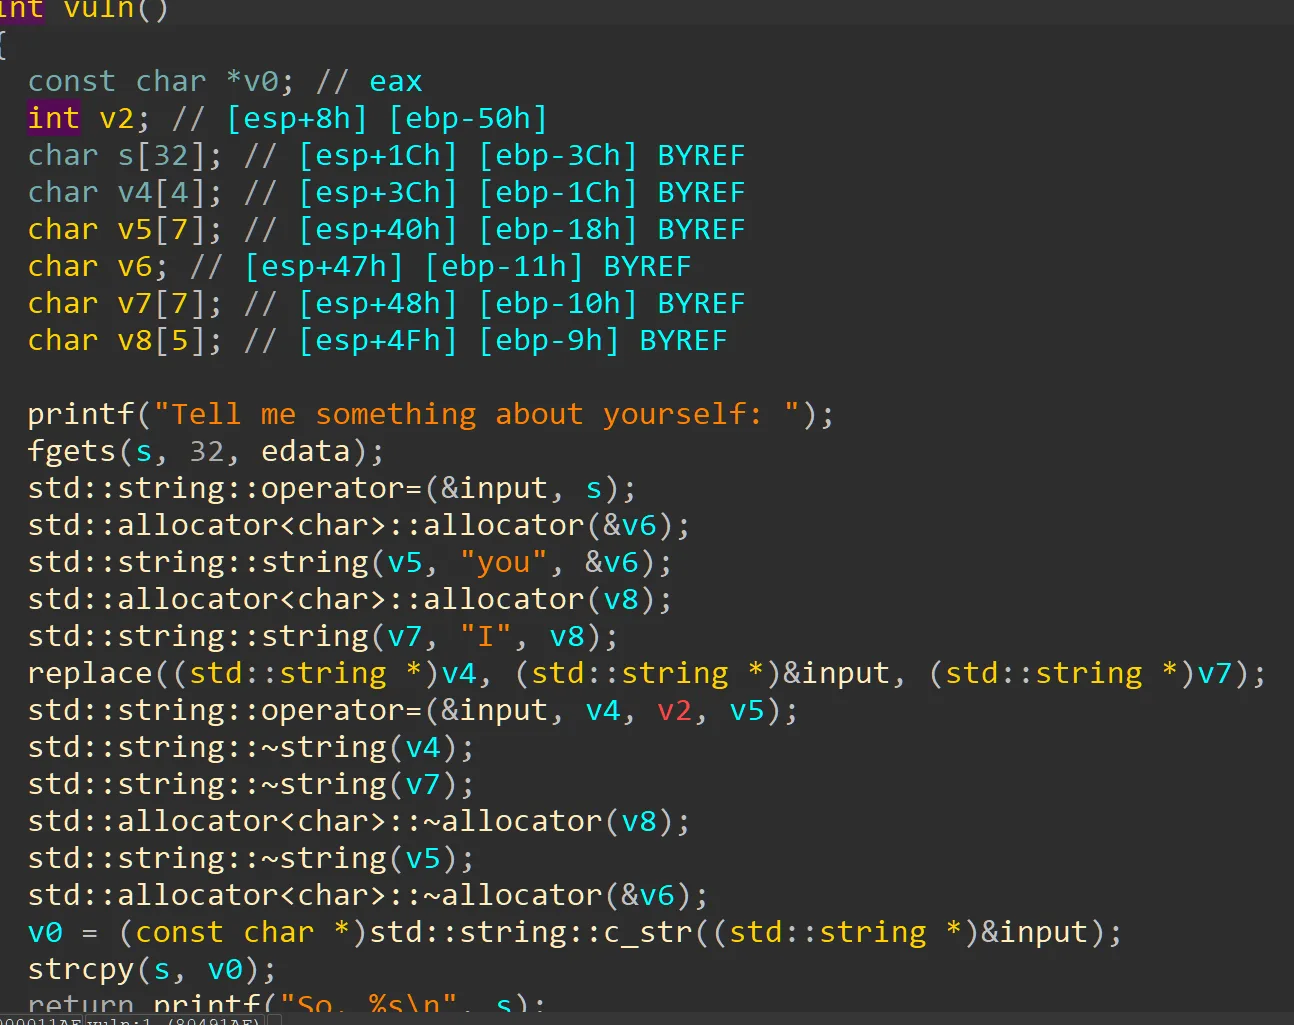 int vuln()
{
const char *v0; // eax
int v2; // [esp+8h] [ebp-50h]
char s[32]; // [esp+1Ch] [ebp-3Ch] BYREF
char v4[4]; // [esp+3Ch] [ebp-1Ch] BYREF
char v5[7]; // [esp+40h] [ebp-18h] BYREF
char v6; // [esp+47h] [ebp-11h] BYREF
char v7[7]; // [esp+48h] [ebp-10h] BYREF
char v8[5]; // [esp+4Fh] [ebp-9h] BYREF
printf("Tell me something about yourself: ");
fgets(s, 32, edata);
std::string::operator=(&input, s);
std::allocator<char>::allocator(&v6);
std::string::string(v5, "you", &v6);
std::allocator<char>::allocator(v8);
std::string::string(v7, "I", v8);
replace((std::string *)v4, (std::string *)&input, (std::string *)v7);
std::string::operator=(&input, v4, v2, v5);
std::string::~string(v4);
std::string::~string(v7);
std::allocator<char>::~allocator(v8);
std::string::~string(v5);
std::allocator<char>::~allocator(&v6);
v0 = (const char *)std::string::c_str((std::string *)&input);
strcpy(s, v0);
return printf("So, %s\n", s);
000011AF vuln:1 (80491AF)